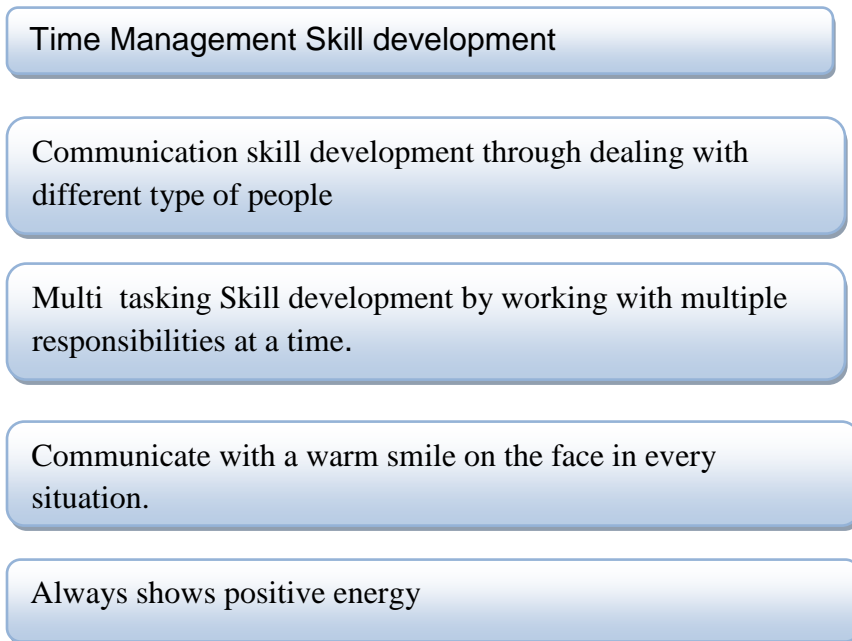 Time Management Skill development
Communication skill development through dealing with
different type of people
Multi  tasking Skill development by working with multiple
responsibilities at a time.
Communicate with a warm smile on the face in every
situation.
Always shows positive energy